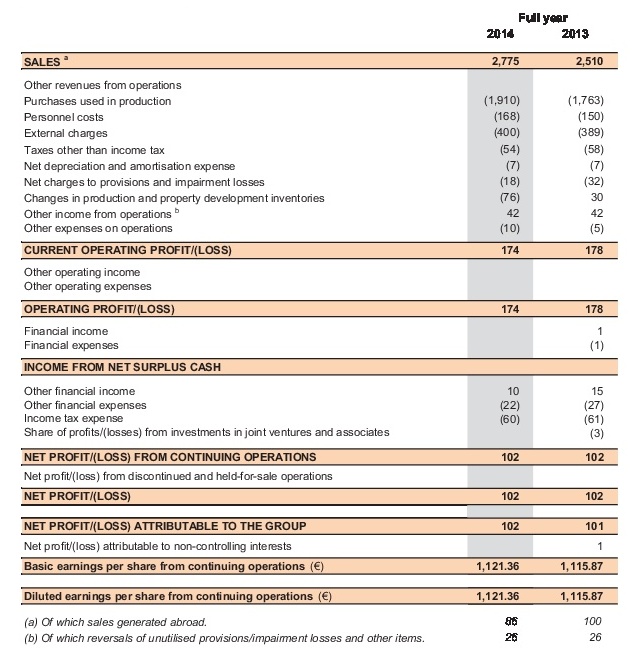 Full year
2014 2013
SALES a 2,775 2,510
Other revenues from operations
Purchases used in production (1,910) (1,763)
Personnel costs (168) (150)
External charges (400) (389)
Taxes other than income tax (54) (58)
Net depreciation and amortisation expense (7) (7)
Net charges to provisions and impairment losses (18) (32)
Changes in production and property development inventories (76) 30
Other income from operations b 42 42
Other expenses on operations (10) (5)
CURRENT OPERATING PROFIT/(LOSS) 174 178
Other operating income
Other operating expenses
OPERATING PROFIT/(LOSS) 174 178
Financial income 1
Financial expenses (1)
INCOME FROM NET SURPLUS CASH
Other financial income 10 15
Other financial expenses (22) (27)
Income tax expense (60) (61)
Share of profits/(losses) from investments in joint ventures and associates (3)
NET PROFIT/(LOSS) FROM CONTINUING OPERATIONS 102 102
Net profit/(loss) from discontinued and held-for-sale operations
NET PROFIT/(LOSS) 102 102
NET PROFIT/(LOSS) ATTRIBUTABLE TO THE GROUP 102 101
Net profit/(loss) attributable to non-controlling interests 1
Basic earnings per share from continuing operations (€) 1,121.36 1,115.87
Diluted earnings per share from continuing operations (€) 1,121.36 1,115.87
(a) Of which sales generated abroad. 100
(b) Of which reversals of unutilised provisions/impairment losses and other items. 26